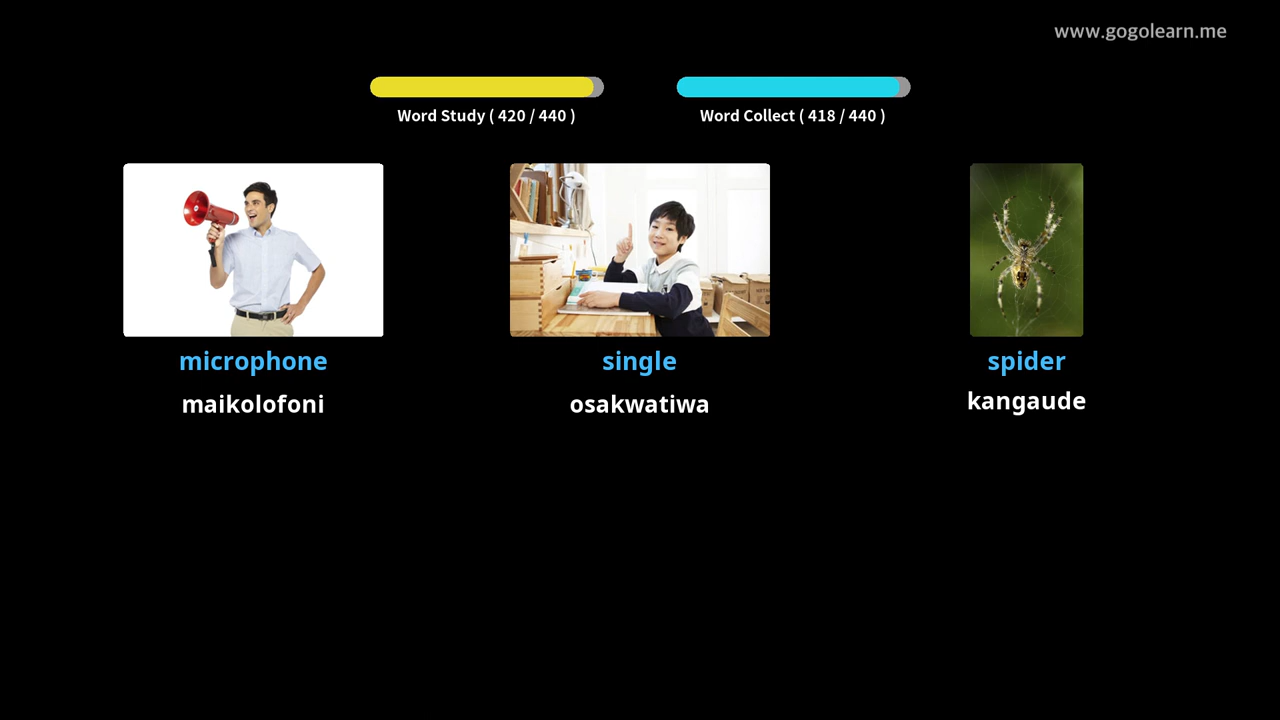 www.gogolearn.me
Word Study ( 420 / 440 )
Word Collect ( 418 / 440 )
microphone
maikolofoni
single
osakwatiwa
spider
kangaude